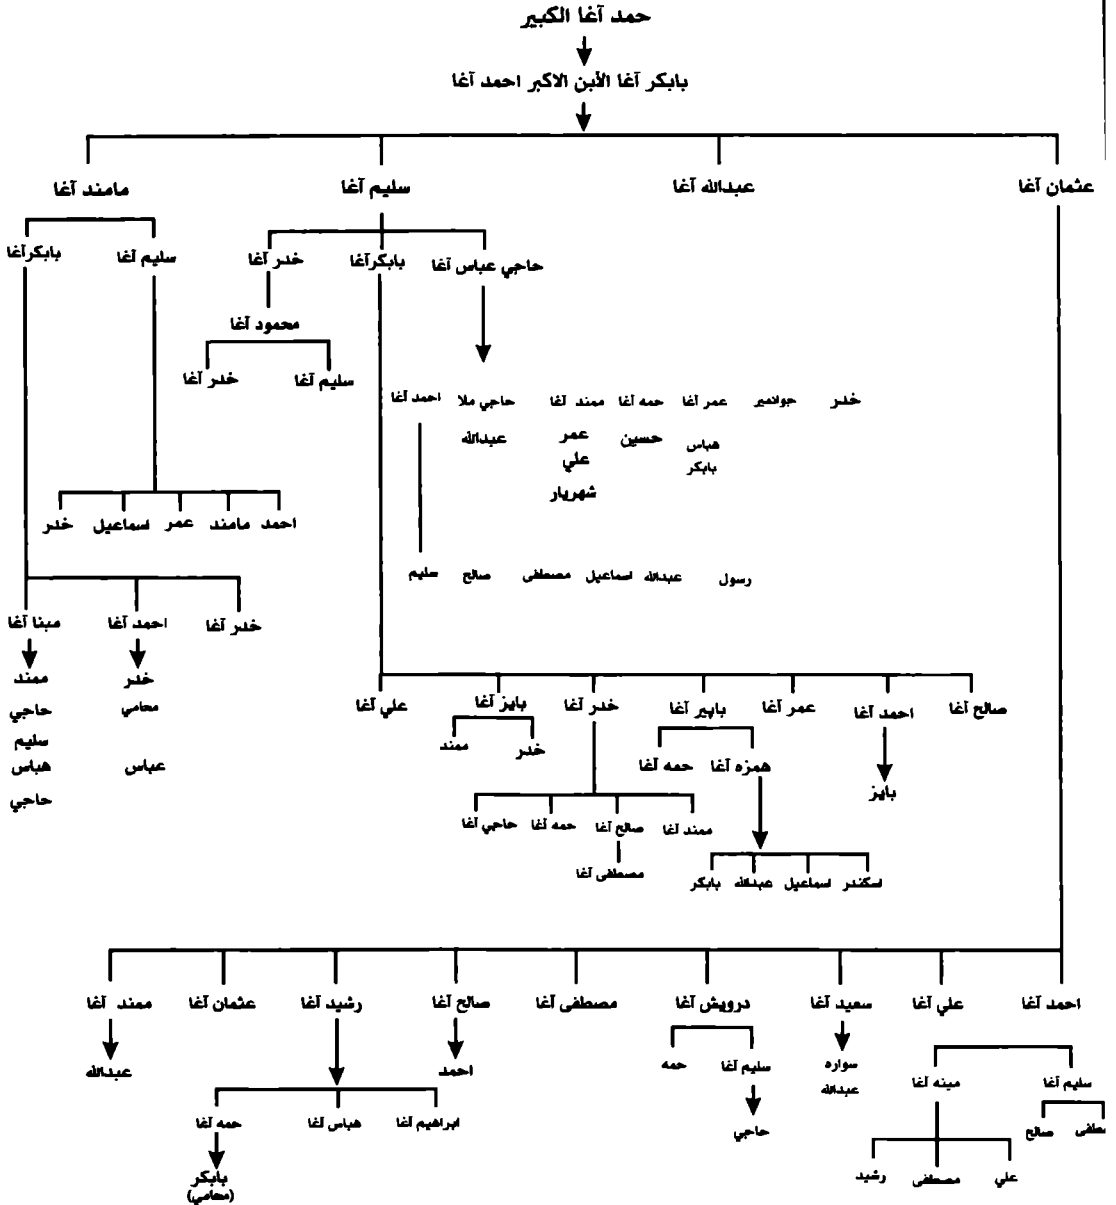 حمد آغا الكبير
بابكر آغا الأبن الاكبر احمد آغا
عثمان آغا عبدالله آغا سليم آغا مامند آغا
حاجي عباس آغا بابكرآغا خدر آغا سليم آغا بابكرآغا
محمود آغا
سليم آغا خدر آغا
خدر جوانمير عمر آغا حمه آغا ممند آغا حاجي ملا احمد آغا
هباس حسين عمر عبدالله
بابكر علي
شهريار
احمد مامند عمر اسماعيل خدر
رسول عبدالله اسماعيل مصطفى صالح سليم
خدر آغا احمد آغا مبنا آغا
خدر ممند
محامي حاجي
سليم
عباس هباس
حاجي
صالح آغا احمد آغا عمر آغا بابير آغا خدر آغا بايز آغا علي آغا
خدر ممند
همزه آغا حمه آغا
بايز
ممند آغا صالح آغا حمه آغا حاجي آغا
مصطفى آغا
اسكندر اسماعيل عبدالله بابكر
احمد آغا علي آغا سعيد آغا درويش آغا مصطفى آغا صالح آغا رشيد آغا عثمان آغا ممند آغا
سليم آغا مينه آغا سواره سليم آغا حمه احمد عبدالله
عبدالله
صالح حاجي ابراهيم آغا هباس آغا حمه آغا
علي مصطفى رشيد بابكر
(محامي)